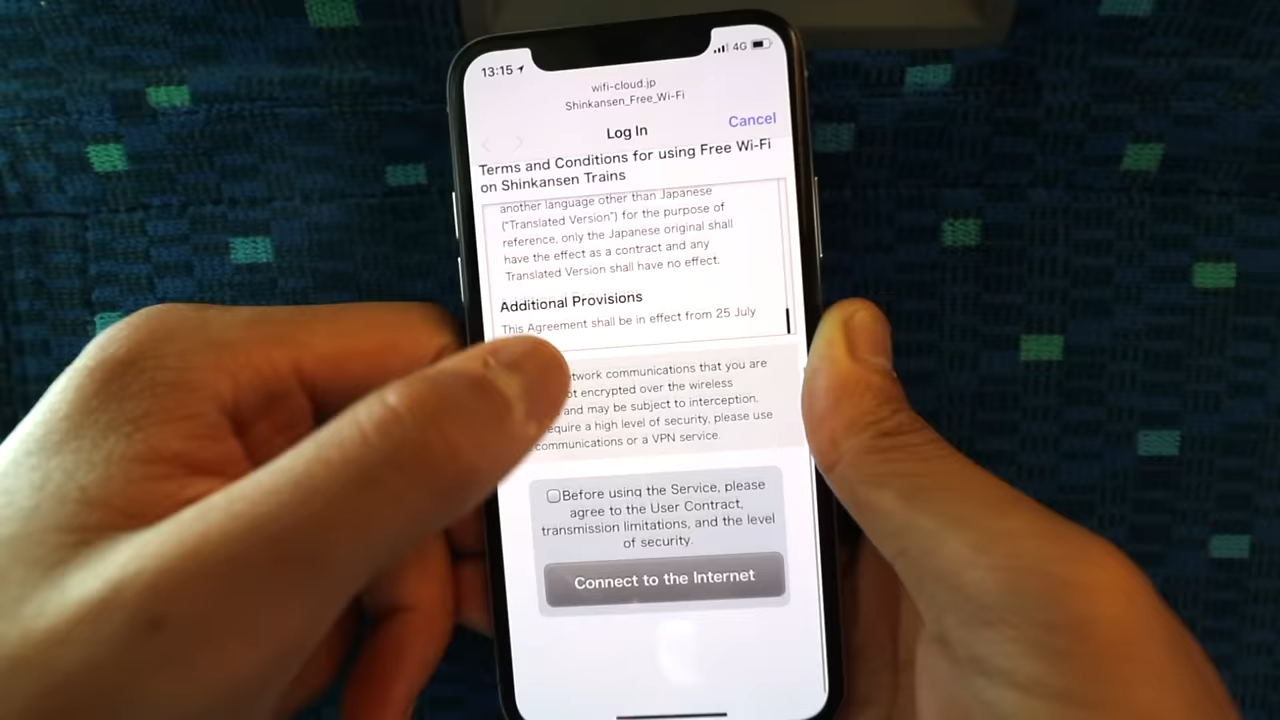 13:15
4G
wifi-cloud.jp
Shinkansen_Free_Wi-Fi
Log In
Cancel
Terms and Conditions for using Free Wi-Fi
on Shinkansen Trains
another language other than Japanese
("Translated Version") for the purpose of
reference, only the Japanese original shall
have the effect as a contract and any
Translated Version shall have no effect.
Additional Provisions
This Agreement shall be in effect from 25 July
communications that you are
encrypted over the wireless
and may be subject to interception.
a high level of security, please use
communications or a VPN service.
Before using the Service, please
agree to the User Contract,
transmission limitations, and the level
of security.
Connect to the Internet